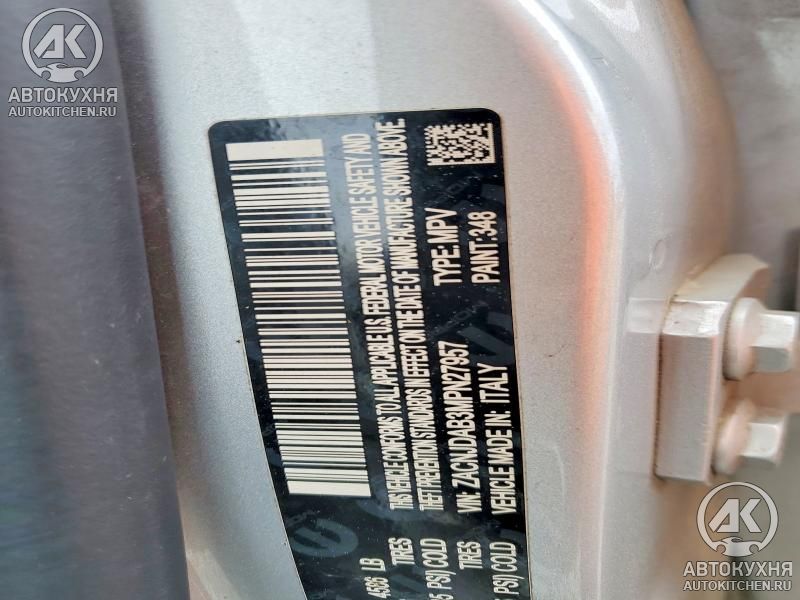 АК
АВТОКУХНЯ
AUTOKITCHEN.RU
LB
THIS VEHICLE CONFORMS TO ALL APPLICABLE U.S. FEDERAL MOTOR VEHICLE SAFETY AND
TIRES
THEFT PREVENTION STANDARDS IN EFFECT ON THE DATE OF MANUFACTURE SHOWN ABOVE.
PSI) COLD
VIN: ZACNJDAB3MPN27957 TYPE: MPV
TIRES
VEHICLE MADE IN: ITALY PAINT: 348
PSI) COLD
АК
АВТОКУХНЯ
AUTOKITCHEN.RU